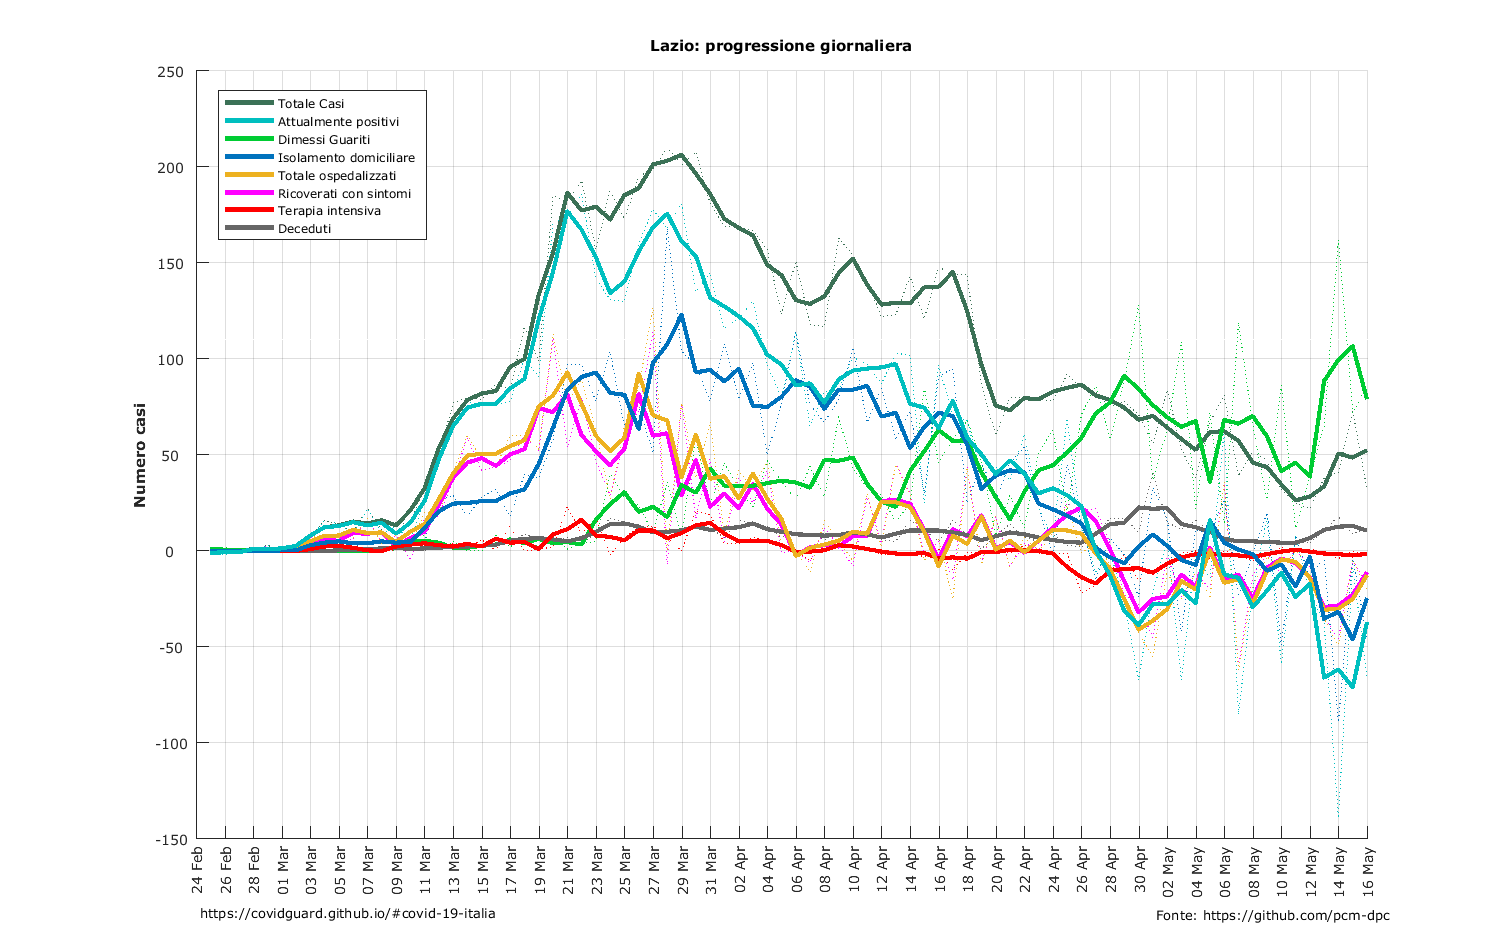 Lazio: progressione giornaliera
Numero casi
250
200
150
100
50
0
-50
-100
-150
Totale Casi
Attualmente positivi
Dimessi Guariti
Isolamento domiciliare
Totale ospedalizzati
Ricoverati con sintomi
Terapia intensiva
Deceduti
24 Feb
26 Feb
28 Feb
01 Mar
03 Mar
05 Mar
07 Mar
09 Mar
11 Mar
13 Mar
15 Mar
17 Mar
19 Mar
21 Mar
23 Mar
25 Mar
27 Mar
29 Mar
31 Mar
02 Apr
04 Apr
06 Apr
08 Apr
10 Apr
12 Apr
14 Apr
16 Apr
18 Apr
20 Apr
22 Apr
24 Apr
26 Apr
28 Apr
30 Apr
02 May
04 May
06 May
08 May
10 May
12 May
14 May
16 May
https://covidguard.github.io/#covid-19-italia
Fonte: https://github.com/pcm-dpc